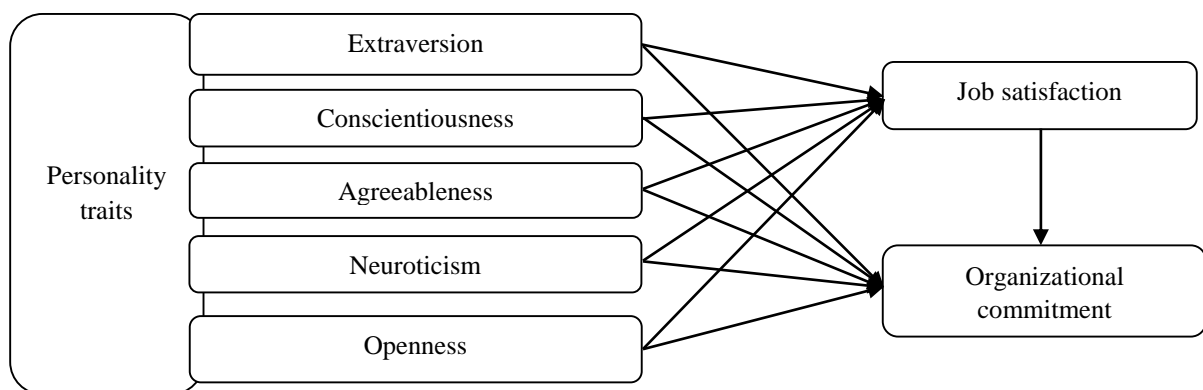 Personality
traits
Extraversion
Conscientiousness
Agreeableness
Neuroticism
Openness
Job satisfaction
Organizational
commitment